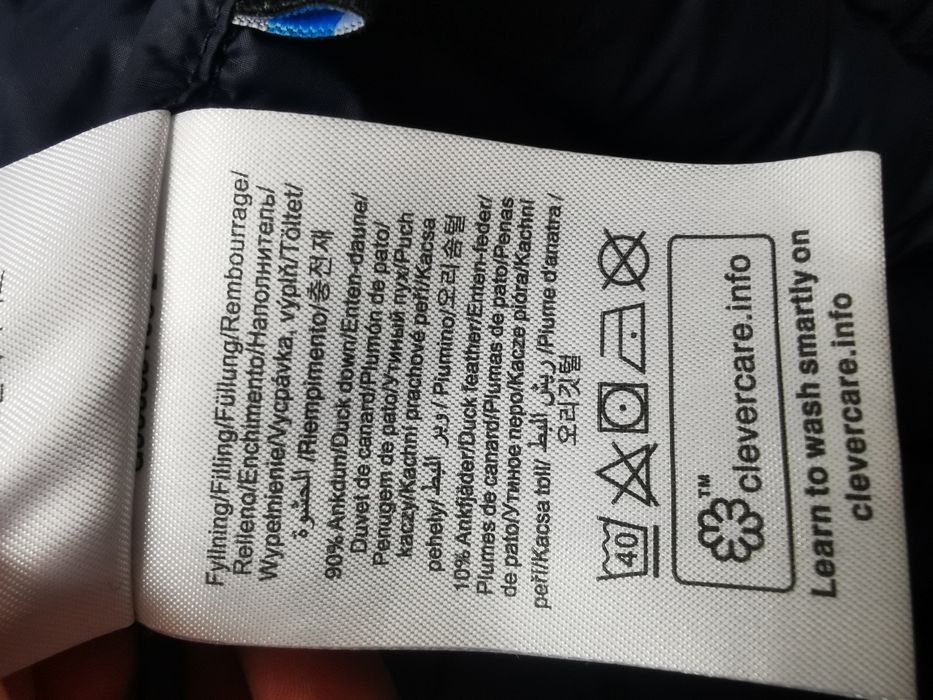 Fyllning/Filling/Füllung/Rembourrage/
Relleno/Enchimento/Наполнитель/
Wypełnienie/Vycpávka, výplň/Töltet/
الحشوة /Riempimento/충전재
90% Ankdun/Duck down/Enten-daune/
Duvet de canard/Plumón de pato/
Penugem de pato/Утиный пух/Puch
kaczy/Kachní prachové peří/Kacsa
pehely/ زبر البط / Plumino/오리솜털
10% Ankfjäder/Duck feather/Enten-feder/
Plumes de canard/Plumas de pato/Penas
de pato/Утиное перо/Kacze pióra/Kachní
peří/Kacsa toll/ ريش البط /Plume d'anatra /
오리깃털
40
clevercare.info
™
Learn to wash smartly on
clevercare.info